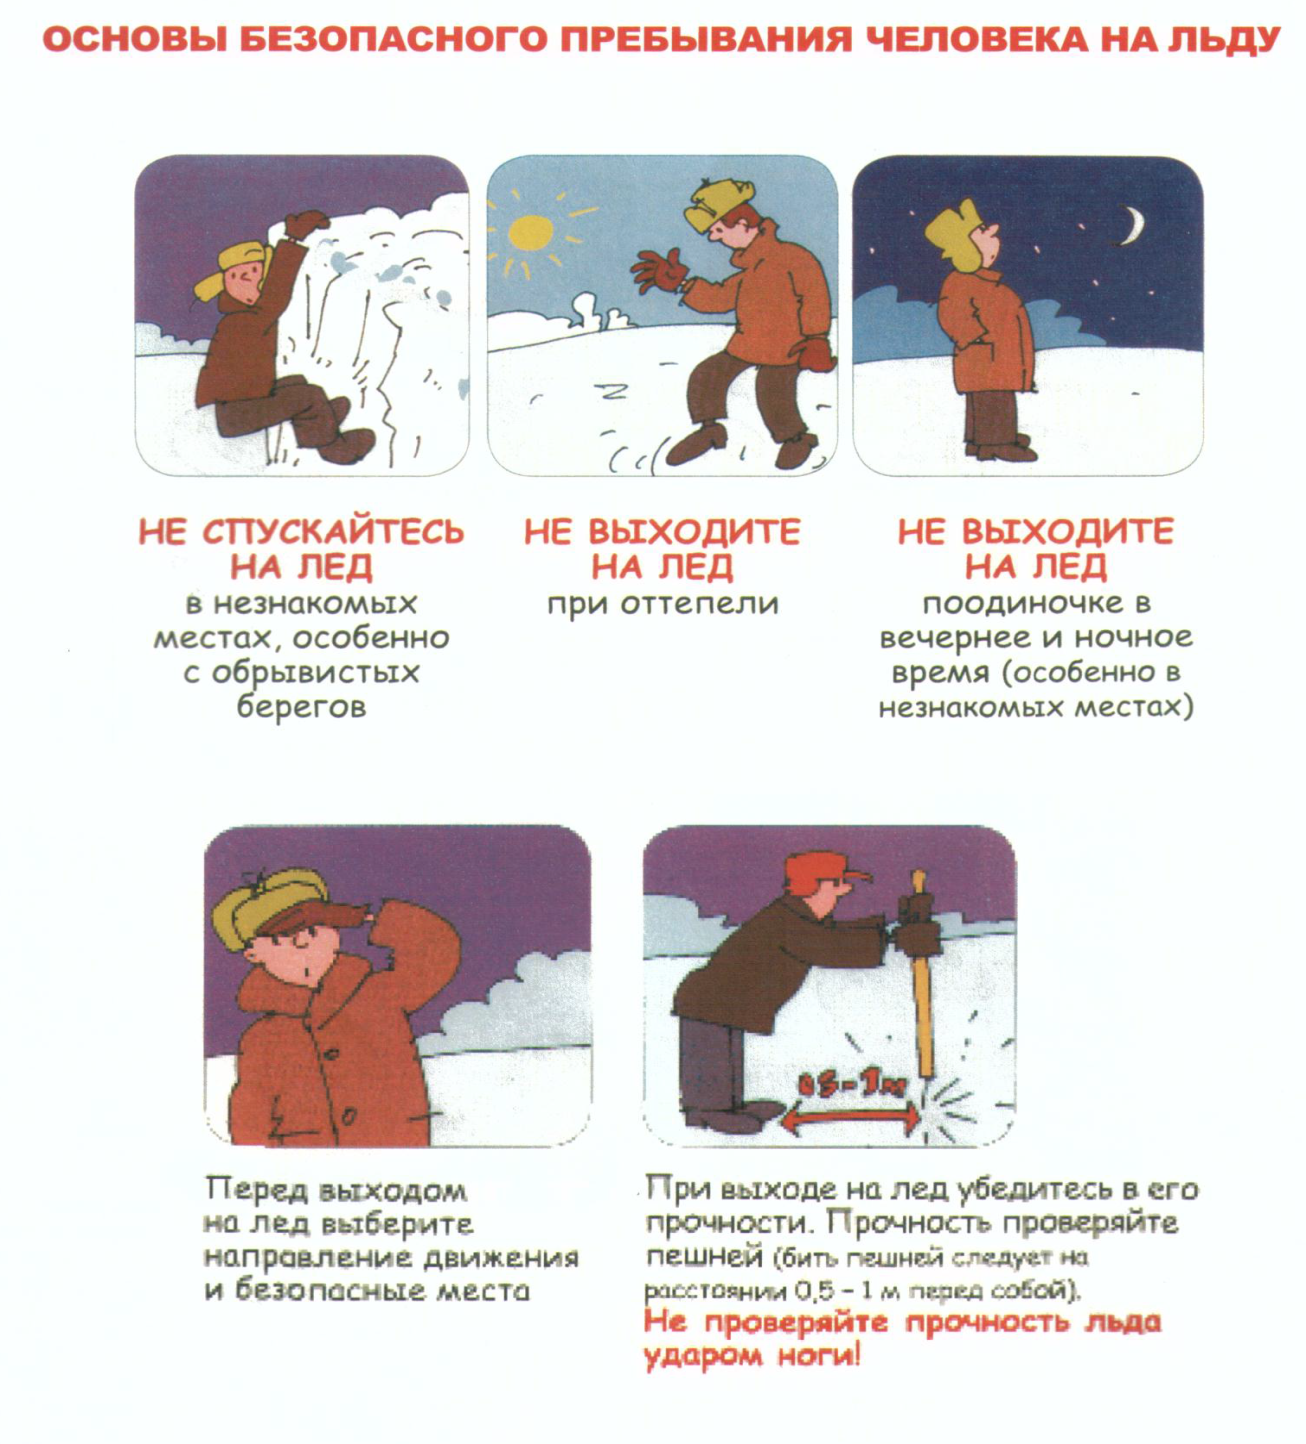 ОСНОВЫ БЕЗОПАСНОГО ПРЕБЫВАНИЯ ЧЕЛОВЕКА НА ЛЬДУ
НЕ СПУСКАЙТЕСЬ
НА ЛЕД
в незнакомых
местах, особенно
с обрывистых
берегов
НЕ ВЫХОДИТЕ
НА ЛЕД
при оттепели
НЕ ВЫХОДИТЕ
НА ЛЕД
поодиночке в
вечернее и ночное
время (особенно в
незнакомых местах)
Перед выходом
на лед выберите
направление движения
и безопасные места
0,5-1м
При выходе на лед убедитесь в его
прочности. Прочность проверяйте
пешней (бить пешней следует на
расстоянии 0,5 – 1 м перед собой).
Не проверяйте прочность льда
ударом ноги!